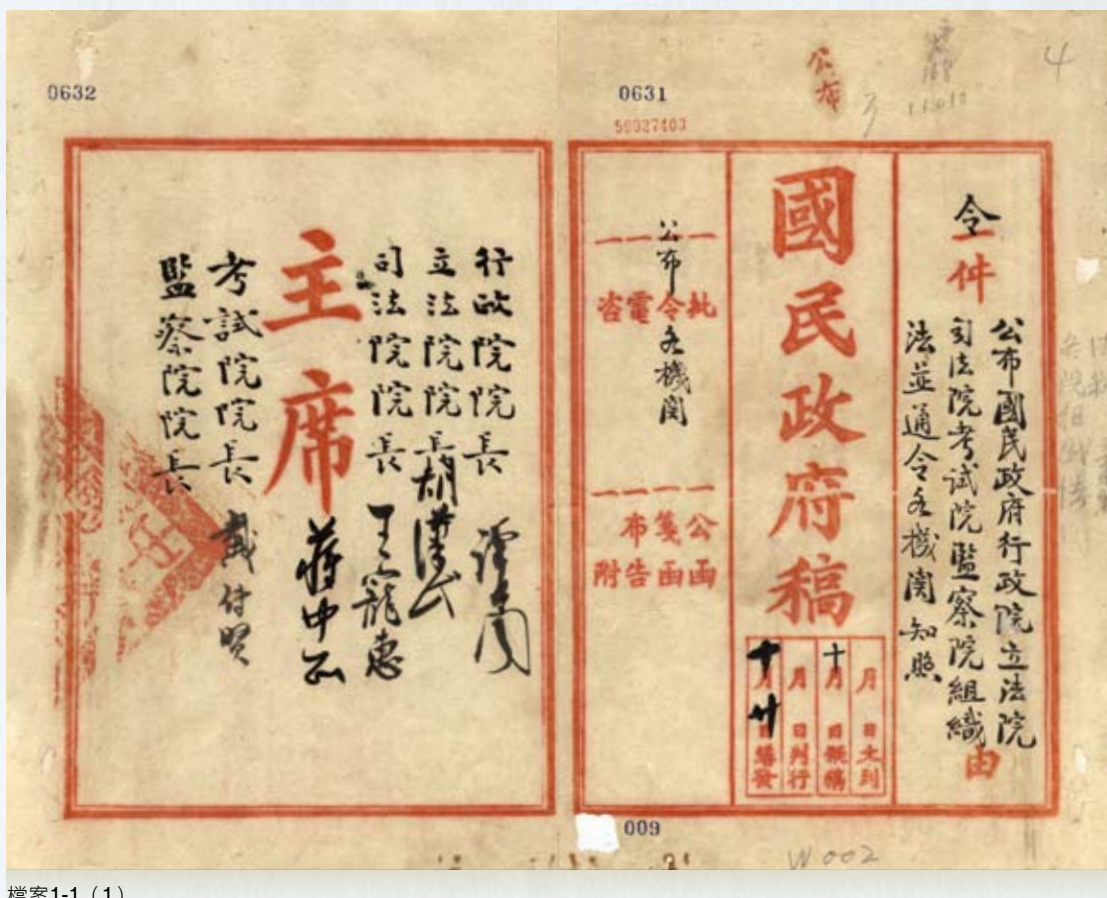 0631
50027403
公布
3
4
令
一件
公布國民政府行政院立法院
司法院考試院監察院組織
法並通令各機關知照
由
國民政府稿
月 日文到
十月 日擬稿
月 日判行
十月廿日繕發
批 令 電 咨
公布
各機關
公函 箋函 布告 附
009
W002
0632
行政院院長 譚
立法院院長 胡漢民
司法院院長 王寵惠
主席 蔣中正
考試院院長 戴傳賢
監察院院長
檔案1-1（1）